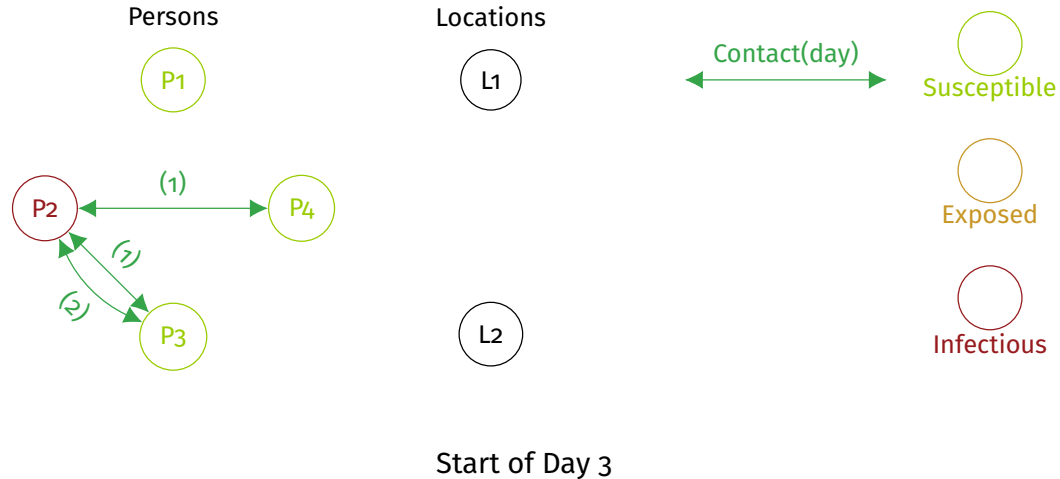 Persons
Locations
P1
L1
Contact(day)
Susceptible
P2
(1)
P4
Exposed
(1)
(2)
P3
L2
Infectious
Start of Day 3